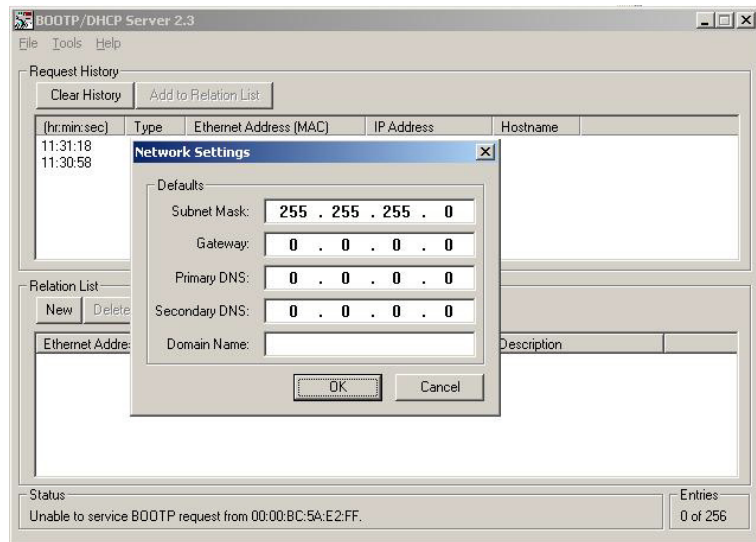 BOOTP/DHCP Server 2.3
File Tools Help
Request History
Clear History Add to Relation List
(hr:min:sec) Type Ethernet Address (MAC) IP Address Hostname
11:31:18
11:30:58
Network Settings
Defaults
Subnet Mask: 255 . 255 . 255 . 0
Gateway: 0 . 0 . 0 . 0
Primary DNS: 0 . 0 . 0 . 0
Secondary DNS: 0 . 0 . 0 . 0
Domain Name:
OK Cancel
Relation List
New Delete
Ethernet Addre Description
Status
Unable to service BOOTP request from 00:00:BC:5A:E2:FF.
Entries
0 of 256